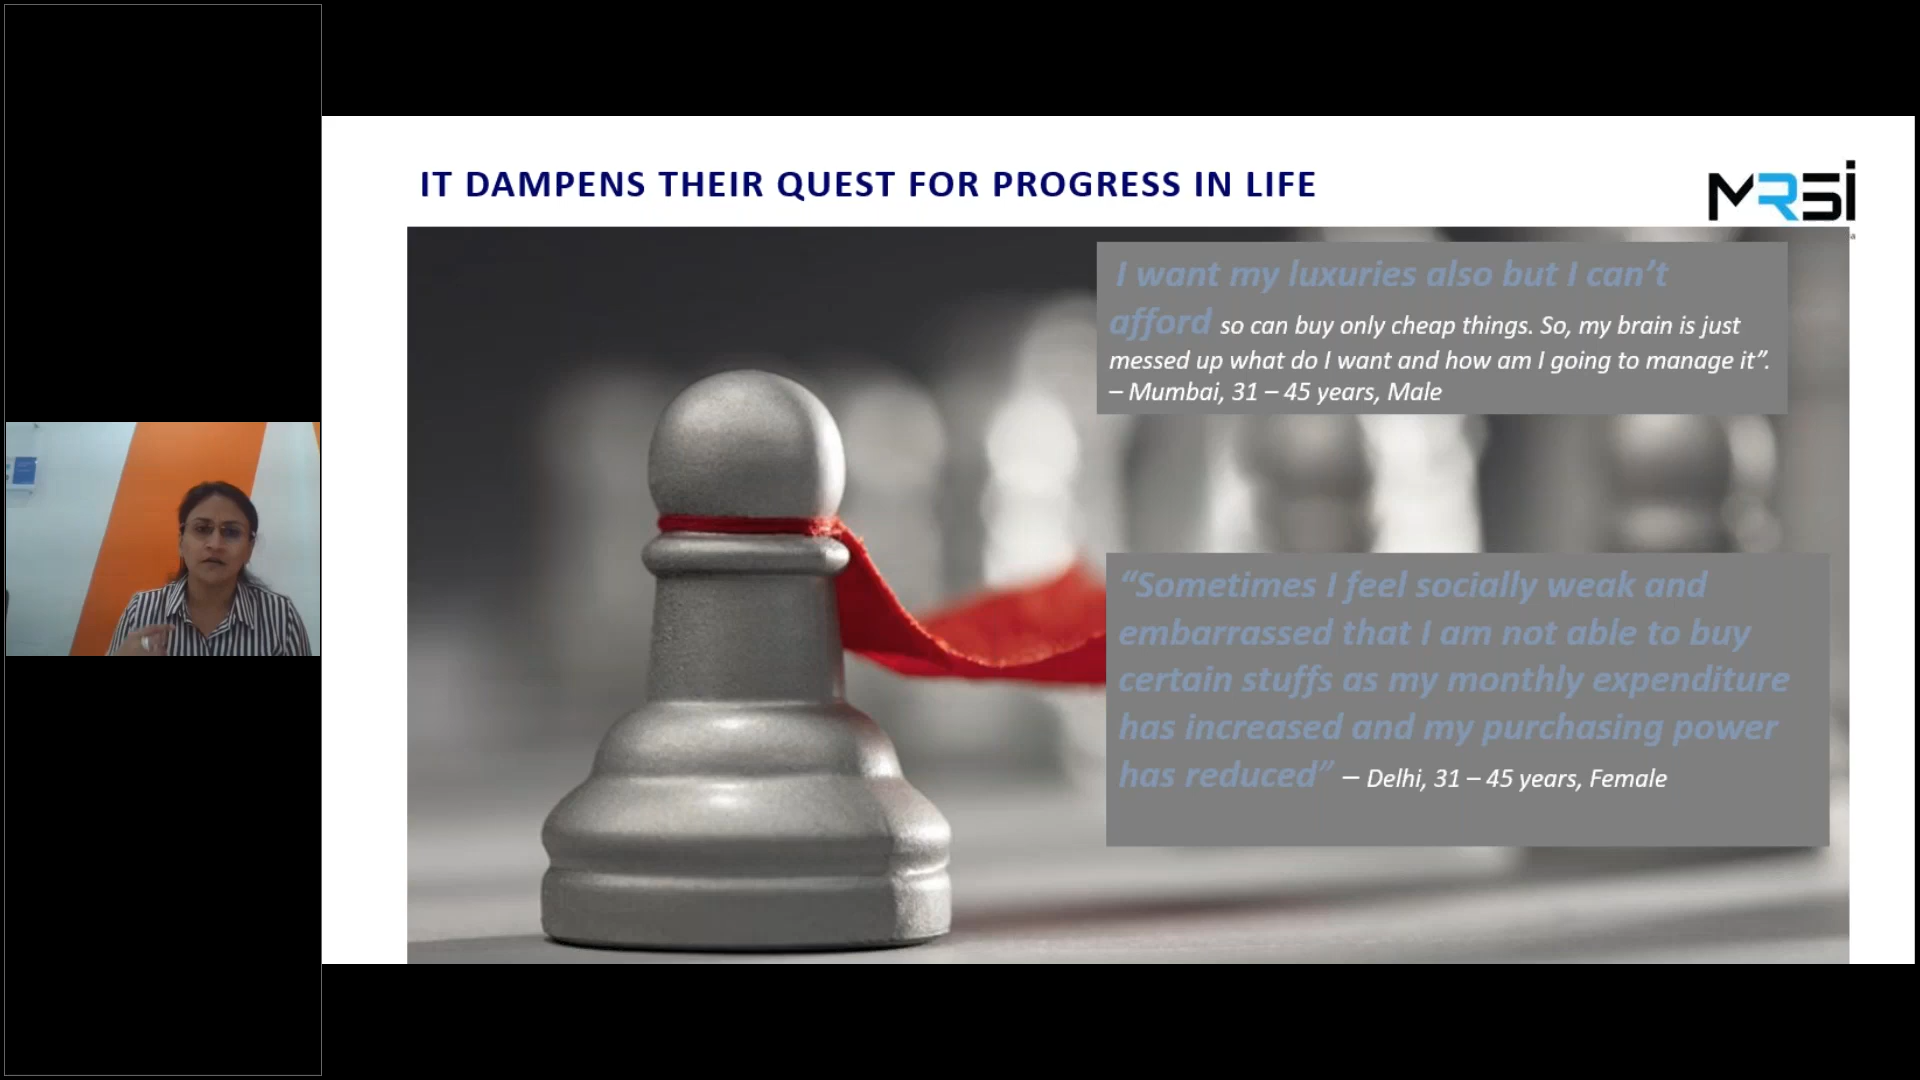 IT DAMPENS THEIR QUEST FOR PROGRESS IN LIFE
MRSi
I want my luxuries also but I can’t
afford so can buy only cheap things. So, my brain is just
messed up what do I want and how am I going to manage it”.
– Mumbai, 31 – 45 years, Male
“Sometimes I feel socially weak and
embarrassed that I am not able to buy
certain stuffs as my monthly expenditure
has increased and my purchasing power
has reduced” – Delhi, 31 – 45 years, Female